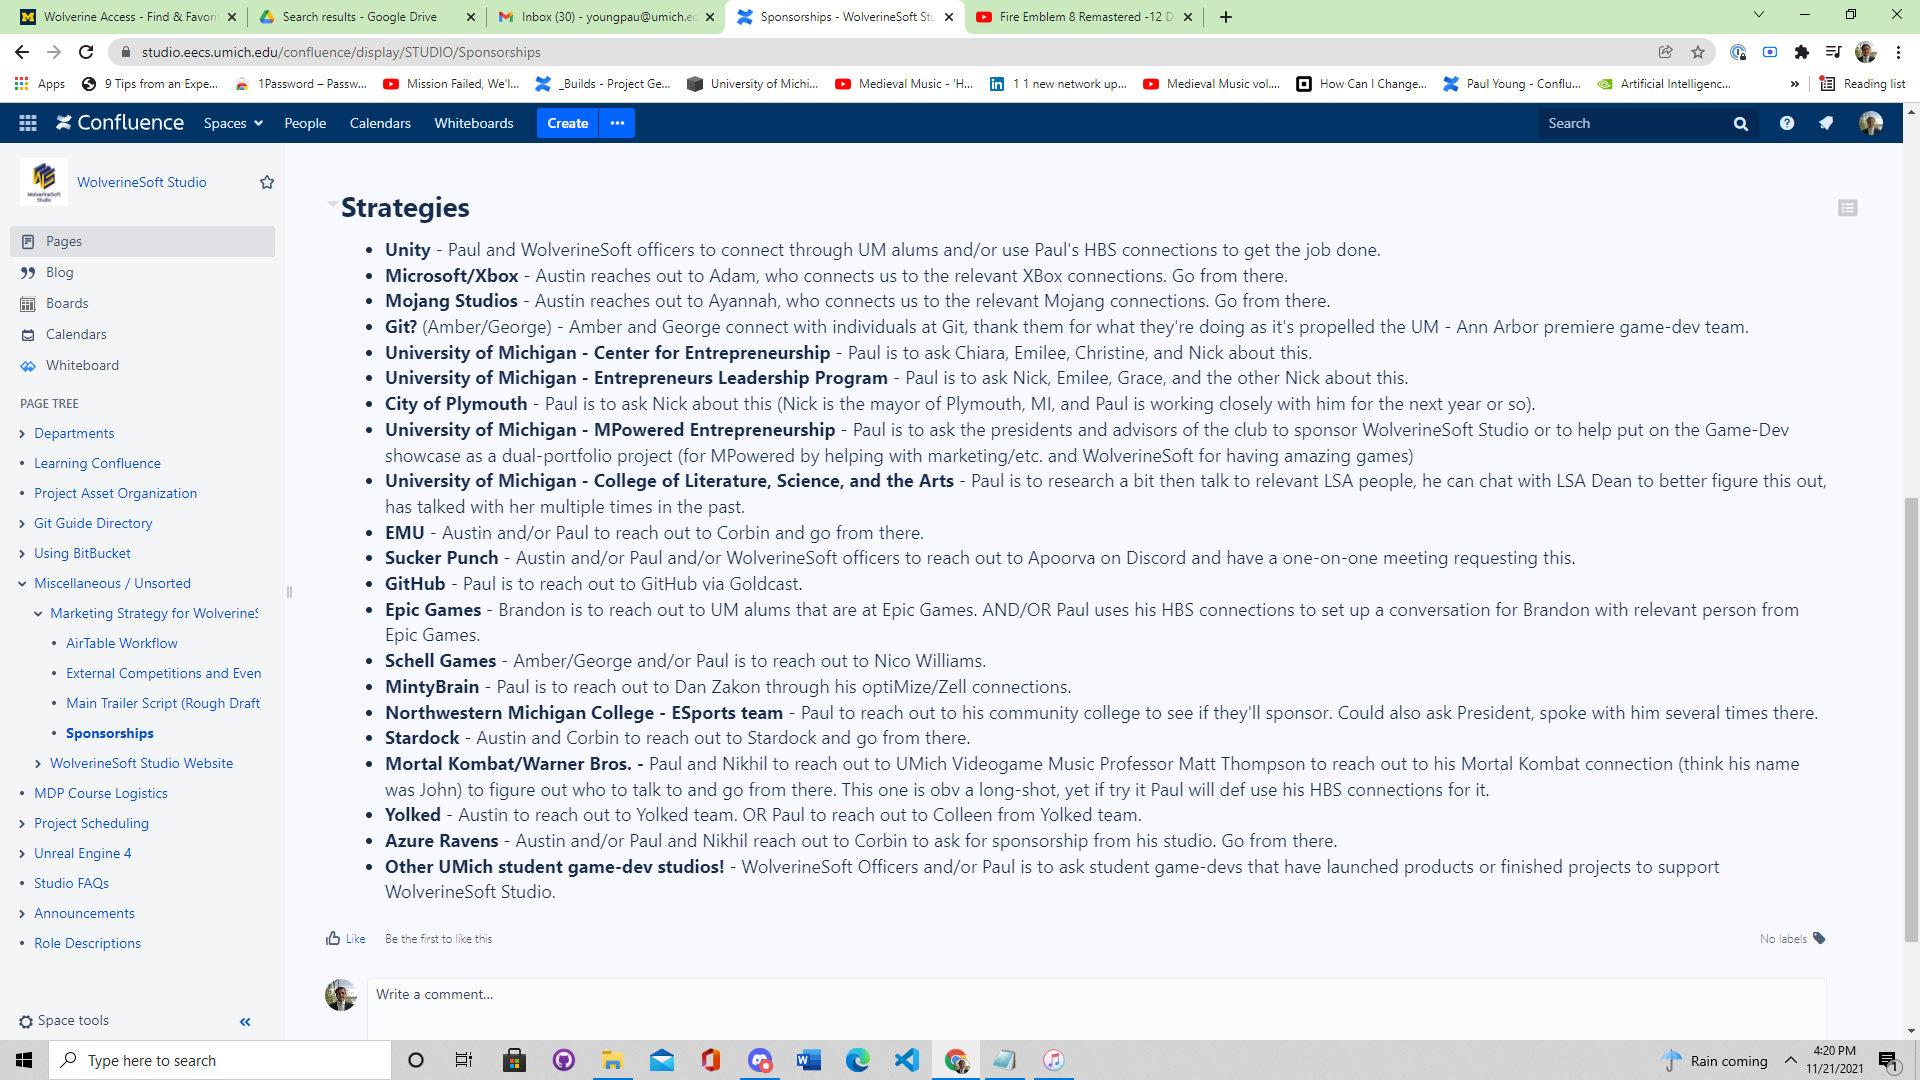 Wolverine Access - Find & Favori
Search results - Google Drive
Inbox (30) - youngpau@umich.ed
Sponsorships - WolverineSoft Stu
Fire Emblem 8 Remastered -12 D
studio.eecs.umich.edu/confluence/display/STUDIO/Sponsorships
Apps
9 Tips from an Expe...
1Password – Passw...
Mission Failed, We'l...
_Builds - Project Ge...
University of Michi...
Medieval Music - 'H...
1 1 new network up...
Medieval Music vol....
How Can I Change...
Paul Young - Conflu...
Artificial Intelligenc...
»
Reading list
Confluence
Spaces
People
Calendars
Whiteboards
Create
Search
WolverineSoft Studio
WolverineSoft Studio
Pages
Blog
Boards
Calendars
Whiteboard
PAGE TREE
Departments
Learning Confluence
Project Asset Organization
Git Guide Directory
Using BitBucket
Miscellaneous / Unsorted
Marketing Strategy for WolverineS
AirTable Workflow
External Competitions and Even
Main Trailer Script (Rough Draft
Sponsorships
WolverineSoft Studio Website
MDP Course Logistics
Project Scheduling
Unreal Engine 4
Studio FAQs
Announcements
Role Descriptions
Space tools
Strategies
• Unity - Paul and WolverineSoft officers to connect through UM alums and/or use Paul's HBS connections to get the job done.
• Microsoft/Xbox - Austin reaches out to Adam, who connects us to the relevant XBox connections. Go from there.
• Mojang Studios - Austin reaches out to Ayannah, who connects us to the relevant Mojang connections. Go from there.
• Git? (Amber/George) - Amber and George connect with individuals at Git, thank them for what they're doing as it's propelled the UM - Ann Arbor premiere game-dev team.
• University of Michigan - Center for Entrepreneurship - Paul is to ask Chiara, Emilee, Christine, and Nick about this.
• University of Michigan - Entrepreneurs Leadership Program - Paul is to ask Nick, Emilee, Grace, and the other Nick about this.
• City of Plymouth - Paul is to ask Nick about this (Nick is the mayor of Plymouth, MI, and Paul is working closely with him for the next year or so).
• University of Michigan - MPowered Entrepreneurship - Paul is to ask the presidents and advisors of the club to sponsor WolverineSoft Studio or to help put on the Game-Dev
showcase as a dual-portfolio project (for MPowered by helping with marketing/etc. and WolverineSoft for having amazing games)
• University of Michigan - College of Literature, Science, and the Arts - Paul is to research a bit then talk to relevant LSA people, he can chat with LSA Dean to better figure this out,
has talked with her multiple times in the past.
• EMU - Austin and/or Paul to reach out to Corbin and go from there.
• Sucker Punch - Austin and/or Paul and/or WolverineSoft officers to reach out to Apoorva on Discord and have a one-on-one meeting requesting this.
• GitHub - Paul is to reach out to GitHub via Goldcast.
• Epic Games - Brandon is to reach out to UM alums that are at Epic Games. AND/OR Paul uses his HBS connections to set up a conversation for Brandon with relevant person from
Epic Games.
• Schell Games - Amber/George and/or Paul is to reach out to Nico Williams.
• MintyBrain - Paul is to reach out to Dan Zakon through his optiMize/Zell connections.
• Northwestern Michigan College - ESports team - Paul to reach out to his community college to see if they'll sponsor. Could also ask President, spoke with him several times there.
• Stardock - Austin and Corbin to reach out to Stardock and go from there.
• Mortal Kombat/Warner Bros. - Paul and Nikhil to reach out to UMich Videogame Music Professor Matt Thompson to reach out to his Mortal Kombat connection (think his name
was John) to figure out who to talk to and go from there. This one is obv a long-shot, yet if try it Paul will def use his HBS connections for it.
• Yolked - Austin to reach out to Yolked team. OR Paul to reach out to Colleen from Yolked team.
• Azure Ravens - Austin and/or Paul and Nikhil reach out to Corbin to ask for sponsorship from his studio. Go from there.
• Other UMich student game-dev studios! - WolverineSoft Officers and/or Paul is to ask student game-devs that have launched products or finished projects to support
WolverineSoft Studio.
Like
Be the first to like this
No labels
Write a comment...
Type here to search
Rain coming
4:20 PM
11/21/2021
1